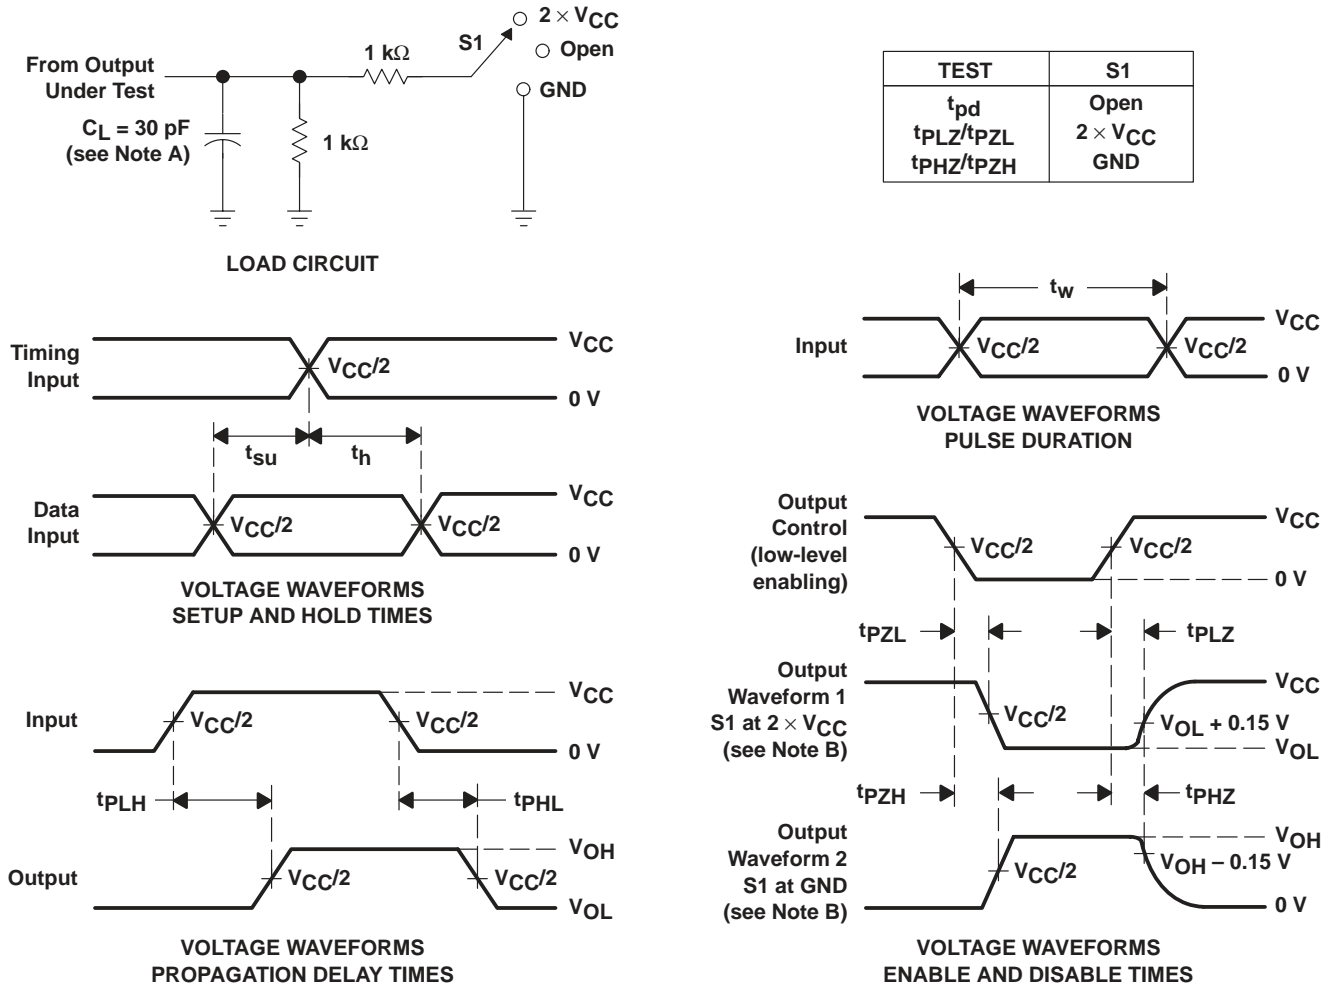 2 × VCC
S1
Open
1 kΩ
From Output
Under Test
GND
CL = 30 pF
(see Note A)
1 kΩ
LOAD CIRCUIT
TEST S1
tpd Open
tPLZ/tPZL 2 × VCC
tPHZ/tPZH GND
Timing
Input
VCC
VCC/2
0 V
tsu
th
Data
Input
VCC
VCC/2
VCC/2
0 V
VOLTAGE WAVEFORMS
SETUP AND HOLD TIMES
tw
Input
VCC
VCC/2
VCC/2
0 V
VOLTAGE WAVEFORMS
PULSE DURATION
Input
VCC
VCC/2
VCC/2
0 V
tPLH
tPHL
Output
VOH
VCC/2
VCC/2
VOL
VOLTAGE WAVEFORMS
PROPAGATION DELAY TIMES
Output
Control
(low-level
enabling)
VCC
VCC/2
VCC/2
0 V
tPZL
tPLZ
Output
Waveform 1
S1 at 2 × VCC
(see Note B)
VCC
VCC/2
VOL + 0.15 V
VOL
tPZH
tPHZ
Output
Waveform 2
S1 at GND
(see Note B)
VOH
VCC/2
VOH – 0.15 V
0 V
VOLTAGE WAVEFORMS
ENABLE AND DISABLE TIMES